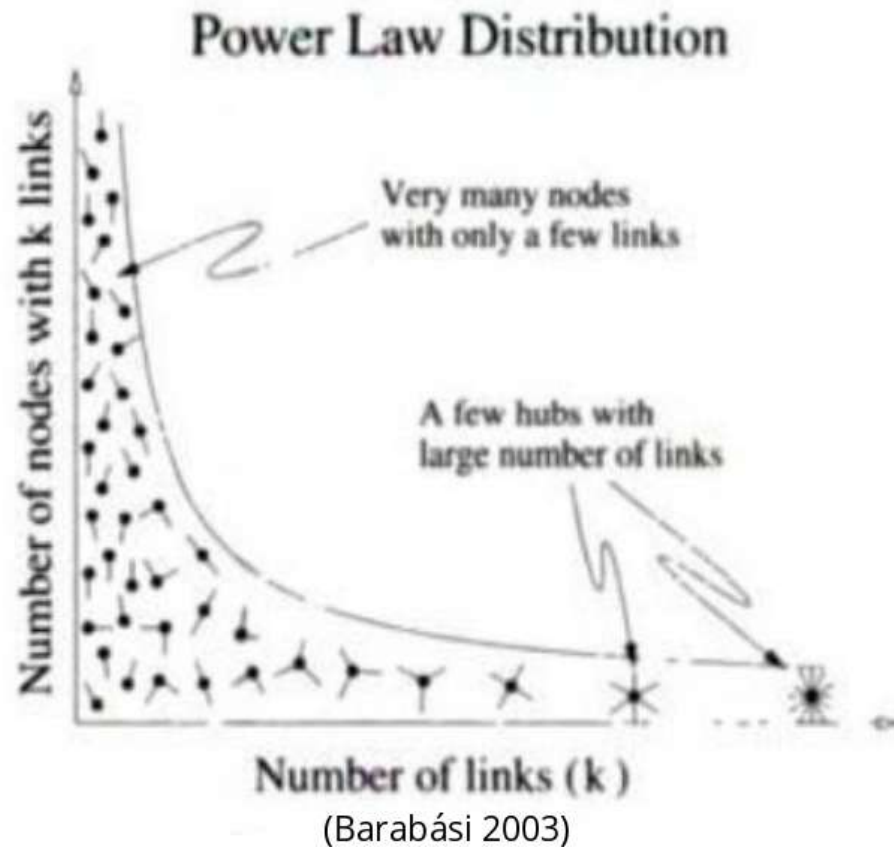 Power Law Distribution
Number of nodes with k links
Very many nodes
with only a few links
A few hubs with
large number of links
Number of links (k)
(Barabási 2003)